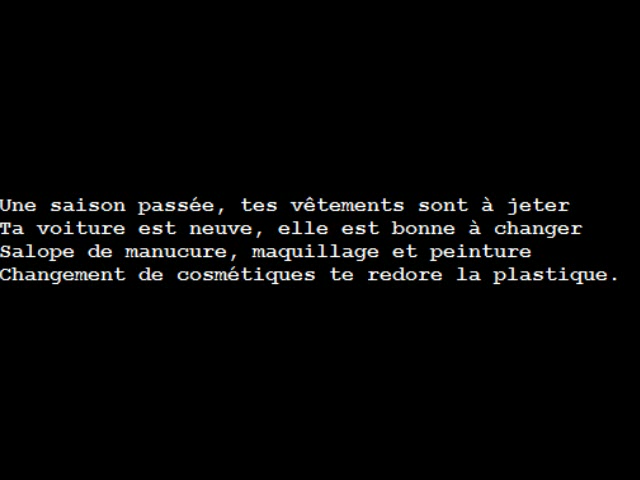 Une saison passée, tes vêtements sont à jeter
Ta voiture est neuve, elle est bonne à changer
Salope de manucure, maquillage et peinture
Changement de cosmétiques te redore la plastique.